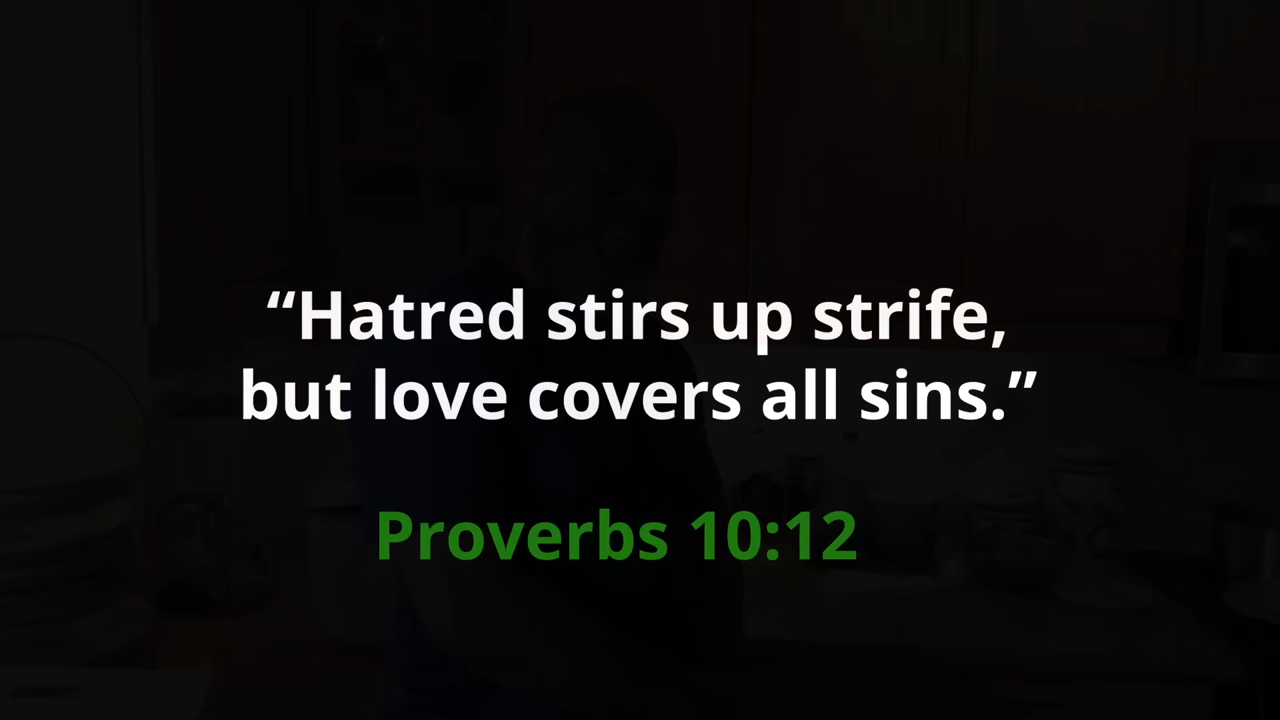 “Hatred stirs up strife,
but love covers all sins.”
Proverbs 10:12